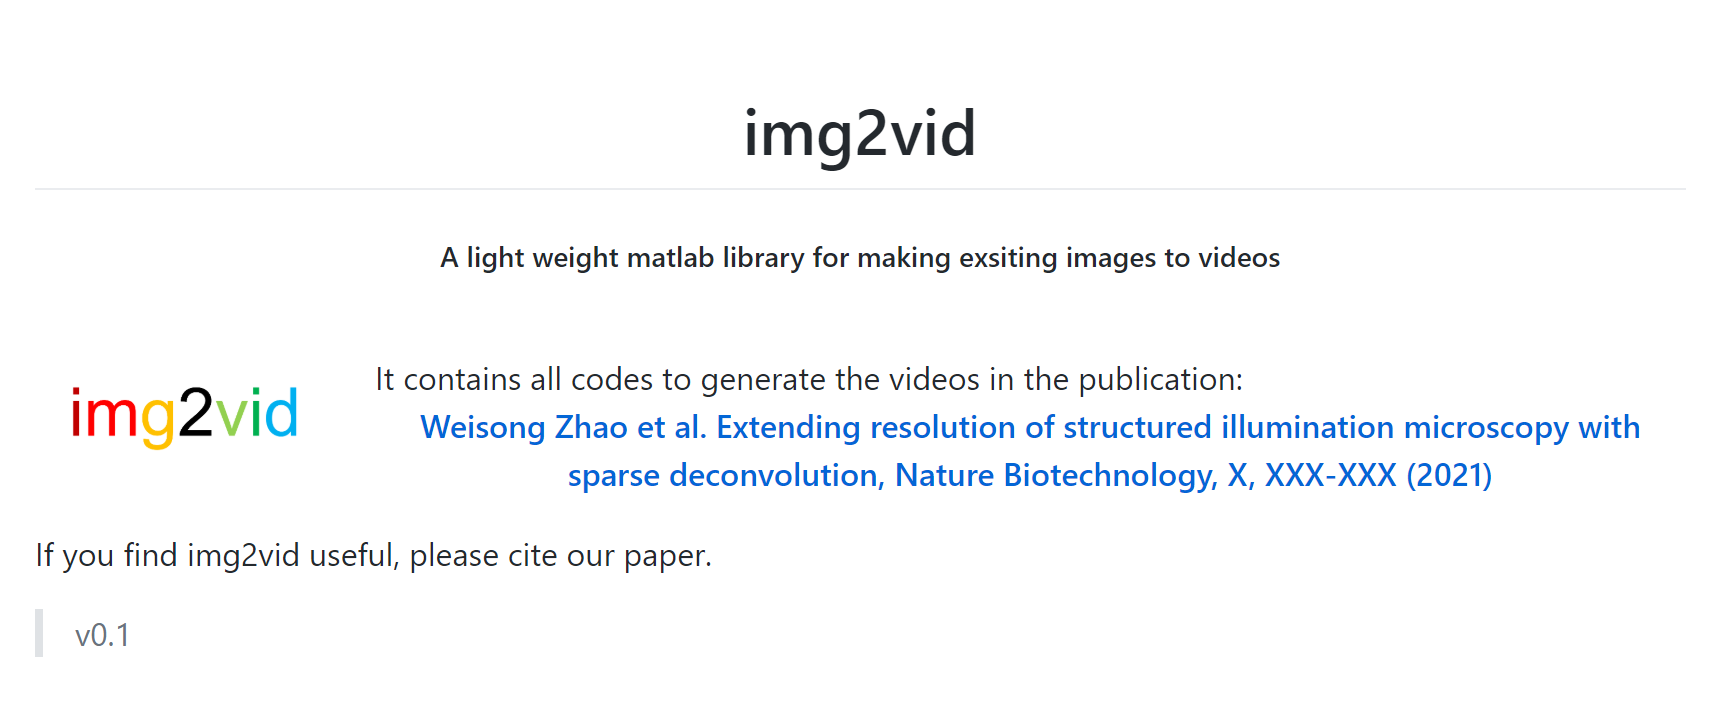 img2vid
A light weight matlab library for making exsiting images to videos
img2vid
It contains all codes to generate the videos in the publication:
Weisong Zhao et al. Extending resolution of structured illumination microscopy with
sparse deconvolution, Nature Biotechnology, X, XXX-XXX (2021)
If you find img2vid useful, please cite our paper.
v0.1